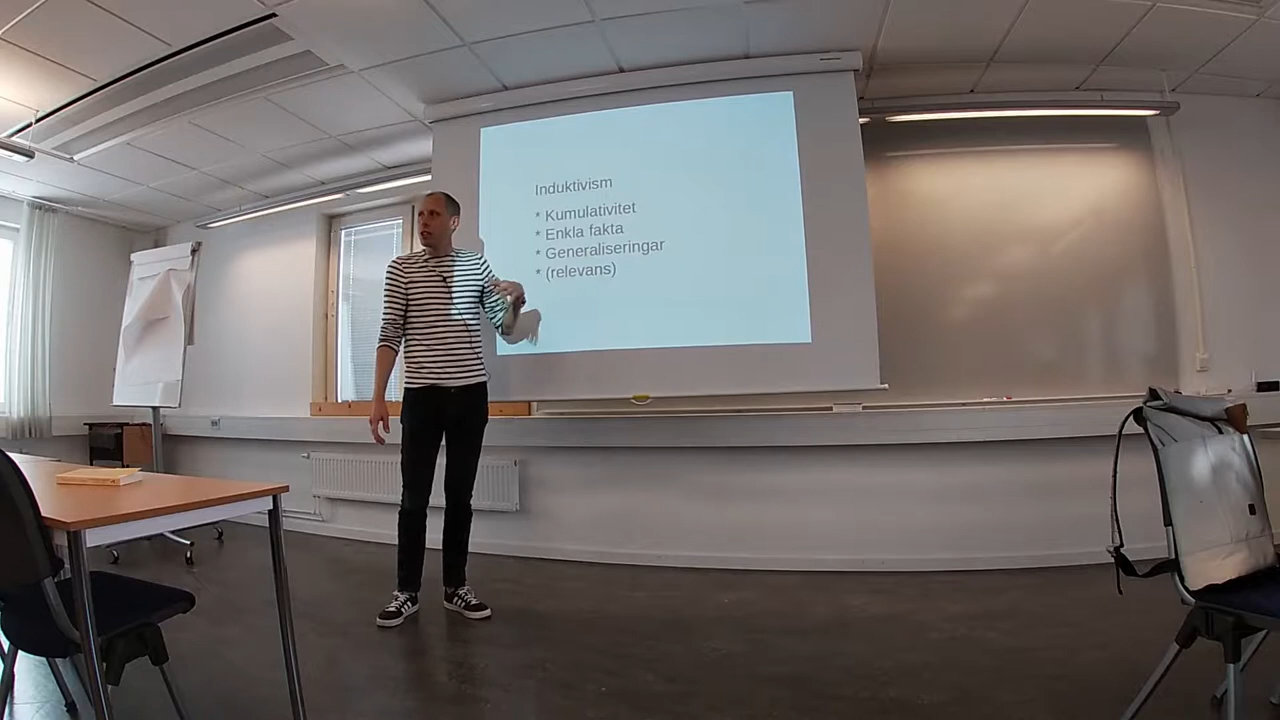 Induktivism
* Kumulativitet
* Enkla fakta
* Generaliseringar
* (relevans)